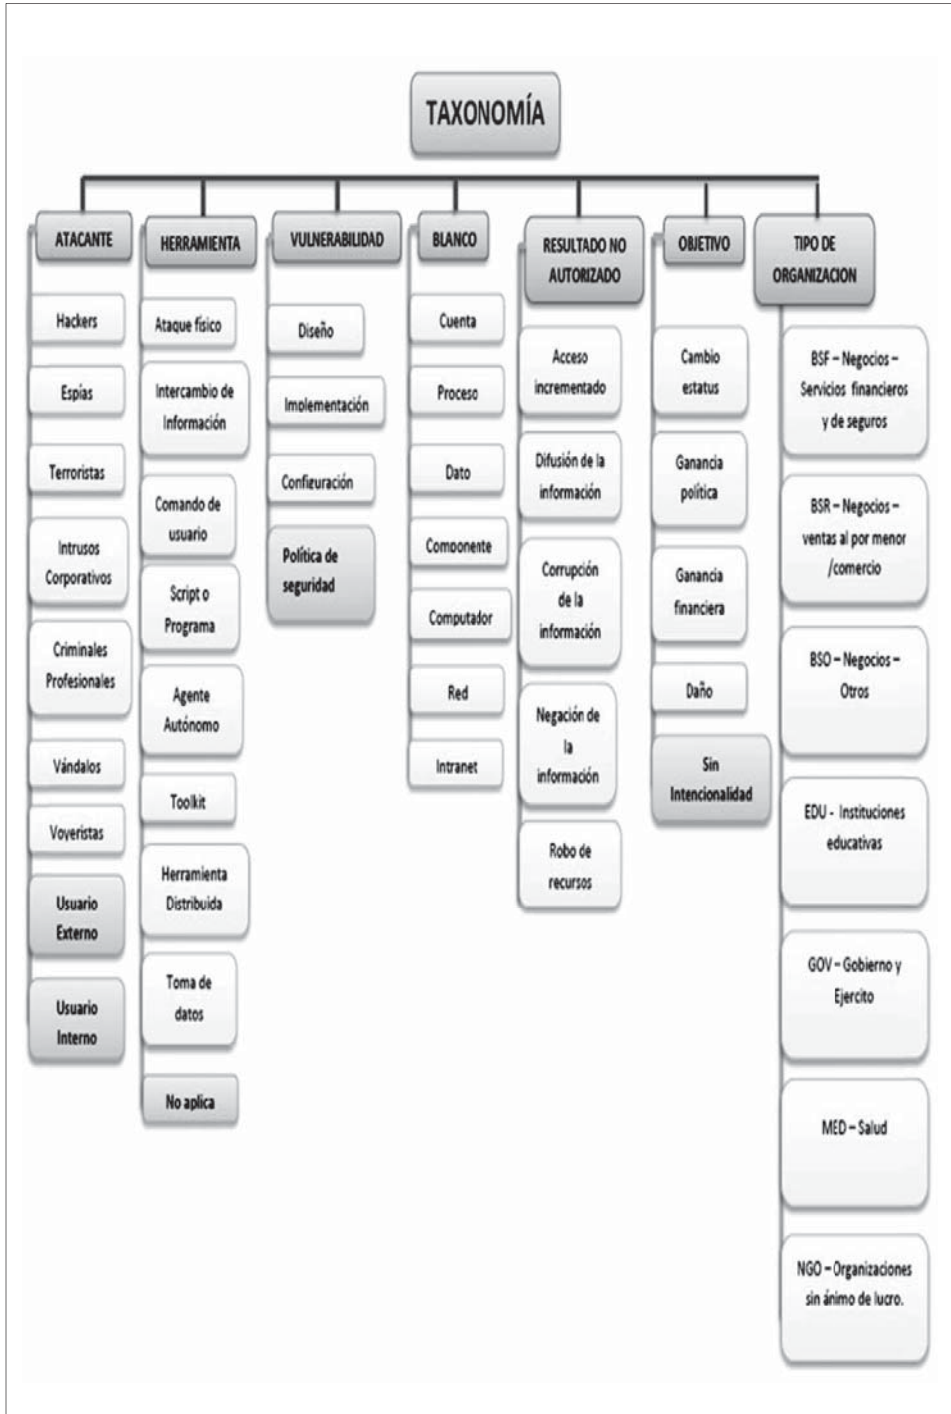 TAXONOMÍA
ATACANTE
Hackers
Espías
Terroristas
Intrusos
Corporativos
Criminales
Profesionales
Vándalos
Voyeristas
Usuario
Externo
Usuario
Interno
HERRAMIENTA
Ataque físico
Intercambio de
Información
Comando de
usuario
Script o
Programa
Agente
Autónomo
Toolkit
Herramienta
Distribuida
Toma de
datos
No aplica
VULNERABILIDAD
Diseño
Implementación
Configuración
Política de
seguridad
BLANCO
Cuenta
Proceso
Dato
Componente
Computador
Red
Intranet
RESULTADO NO
AUTORIZADO
Acceso
incrementado
Difusión de la
información
Corrupción
de la
información
Negación de
la
información
Robo de
recursos
OBJETIVO
Cambio
estatus
Ganancia
política
Ganancia
financiera
Daño
Sin
Intencionalidad
TIPO DE
ORGANIZACION
BSF – Negocios –
Servicios financieros
y de seguros
BSR – Negocios –
ventas al por menor
/comercio
BSO – Negocios –
Otros
EDU - Instituciones
educativas
GOV – Gobierno y
Ejercito
MED – Salud
NGO – Organizaciones
sin ánimo de lucro.